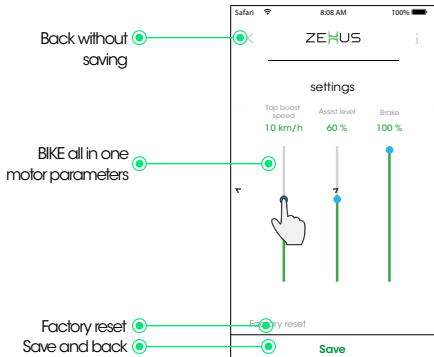 Safari 8:08 AM 100%
Back without
saving
ZEHUS
i
settings
Top boost
speed
Assist level
Brake
10 km/h
60 %
100 %
BIKE all in one
motor parameters
Factory reset
Factory reset
Save and back
Save